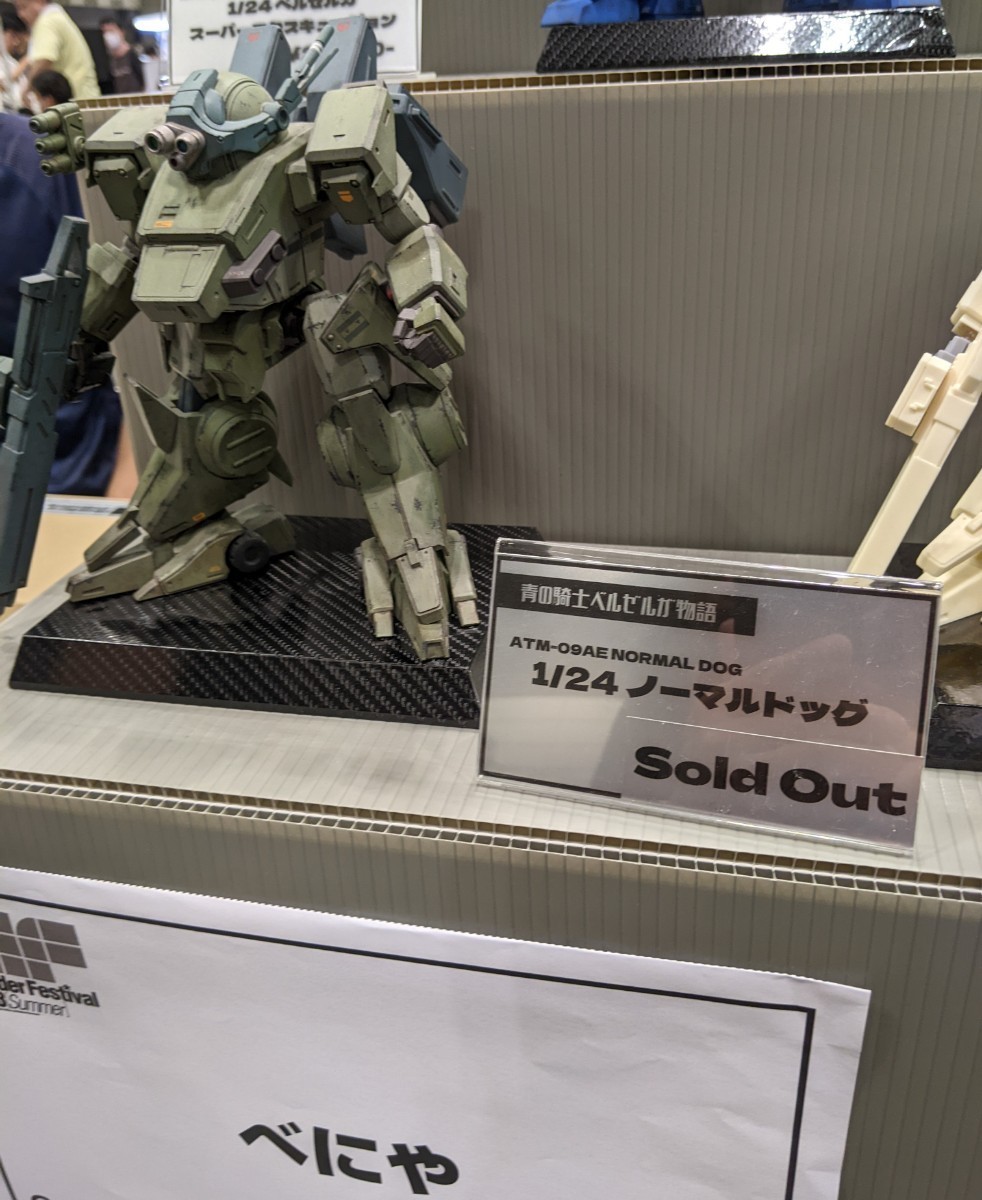 1/24 ベルゼルガ
青の騎士ベルゼルガ物語
ATM-09AE NORMAL DOG
1/24 ノーマルドッグ
Sold Out
der Festival
3 Summer
べにや